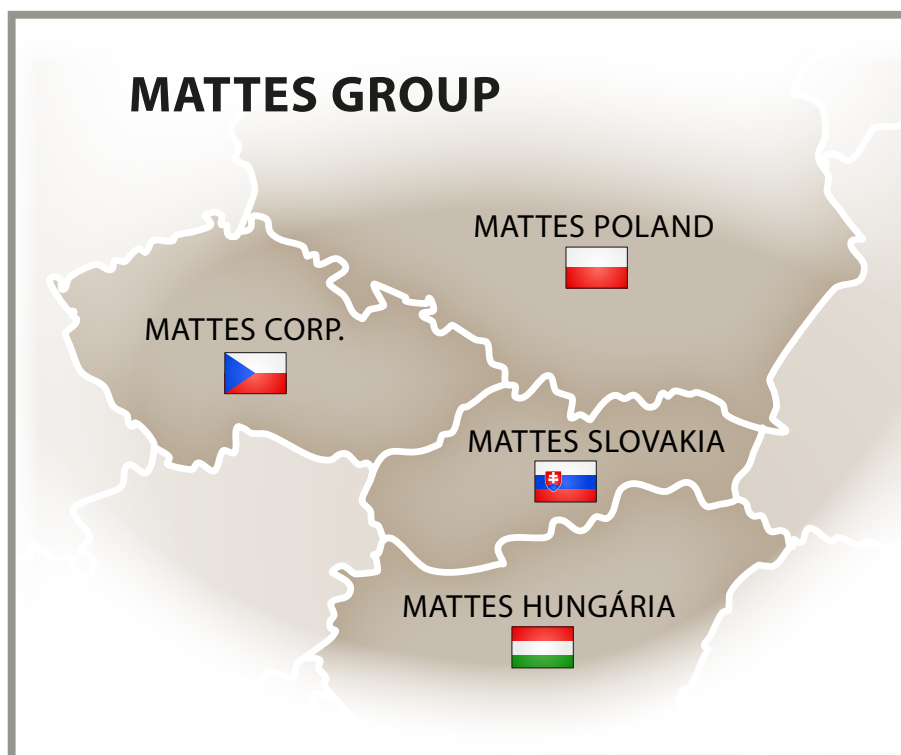 MATTES GROUP
MATTES POLAND
MATTES CORP.
MATTES SLOVAKIA
MATTES HUNGÁRIA